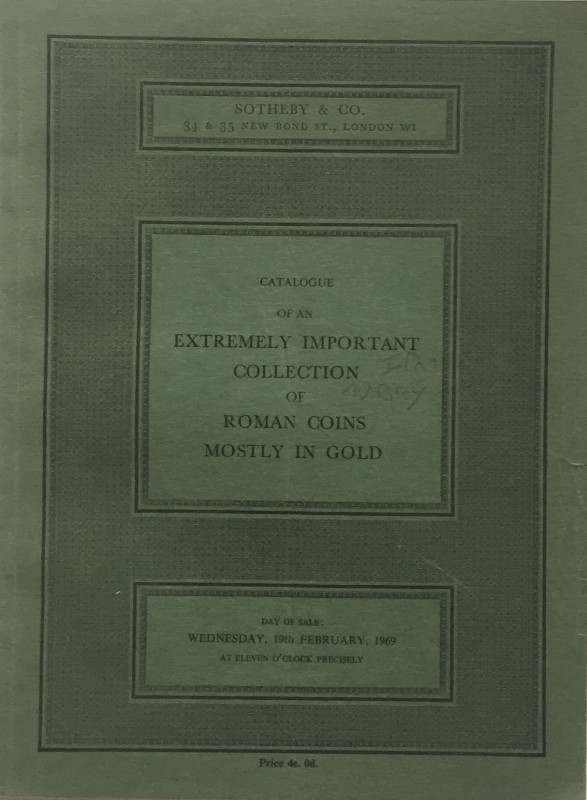 SOTHEBY & CO.
34 & 35 NEW BOND ST., LONDON W1
CATALOGUE
OF AN
EXTREMELY IMPORTANT
COLLECTION
OF
ROMAN COINS
MOSTLY IN GOLD
DAY OF SALE:
WEDNESDAY, 19th FEBRUARY, 1969
AT ELEVEN O'CLOCK PRECISELY
Price 4s. 0d.